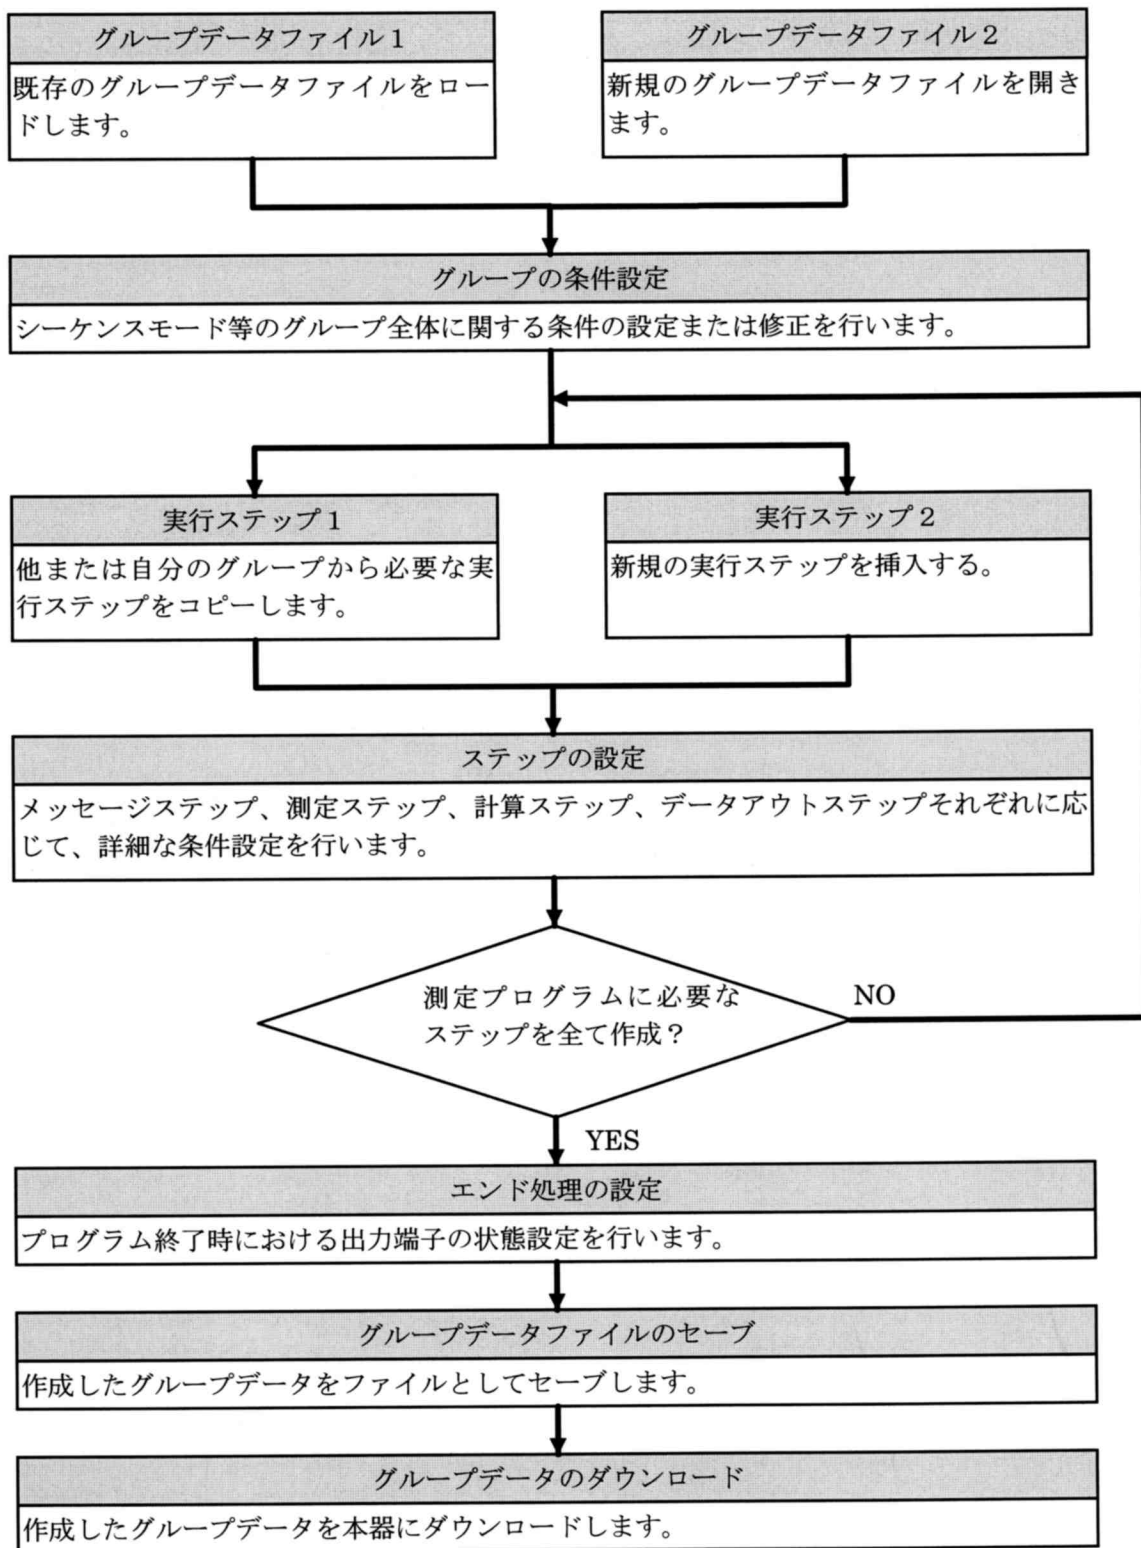 グループデータファイル1
既存のグループデータファイルをロー
ドします。
グループデータファイル2
新規のグループデータファイルを開き
ます。
グループの条件設定
シーケンスモード等のグループ全体に関する条件の設定または修正を行います。
実行ステップ1
他または自分のグループから必要な実
行ステップをコピーします。
実行ステップ2
新規の実行ステップを挿入する。
ステップの設定
メッセージステップ、測定ステップ、計算ステップ、データアウトステップそれぞれに応
じて、詳細な条件設定を行います。
測定プログラムに必要な
ステップを全て作成？
NO
YES
エンド処理の設定
プログラム終了時における出力端子の状態設定を行います。
グループデータファイルのセーブ
作成したグループデータをファイルとしてセーブします。
グループデータのダウンロード
作成したグループデータを本器にダウンロードします。